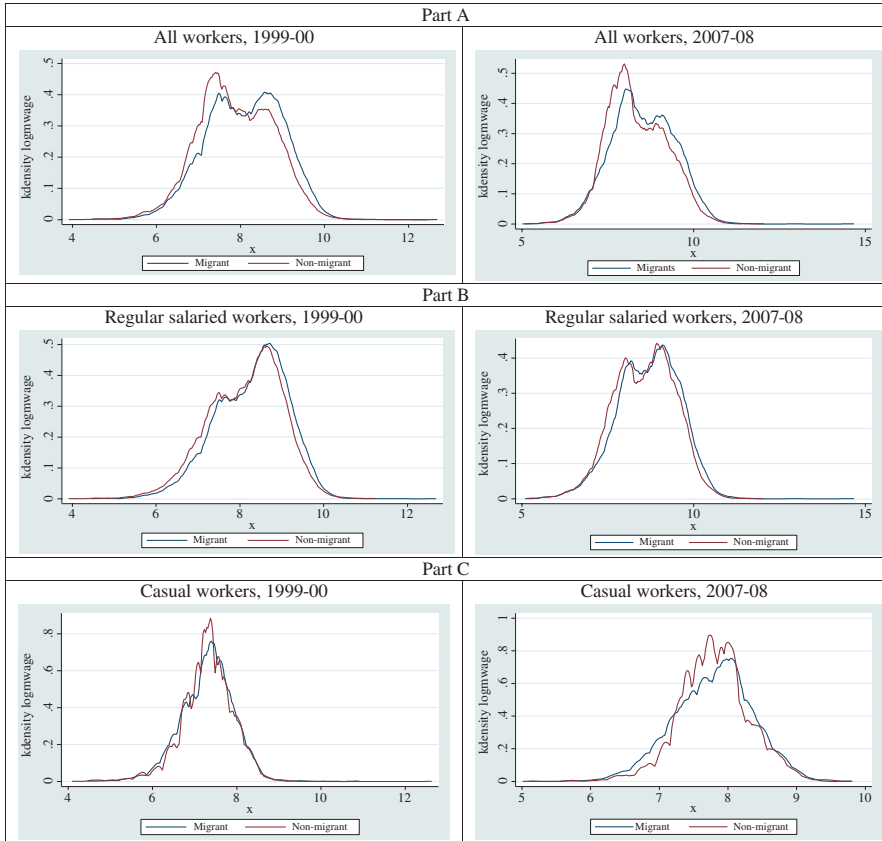 Part A
All workers, 1999-00
All workers, 2007-08
kdensity logmwage
0 .1 .2 .3 .4 .5
4 6 8 10 12
x
Migrant Non-migrant
kdensity logmwage
0 .1 .2 .3 .4 .5
5 10 15
x
Migrants Non-migrant
Part B
Regular salaried workers, 1999-00
Regular salaried workers, 2007-08
kdensity logmwage
0 .1 .2 .3 .4 .5
4 6 8 10 12
x
Migrant Non-migrant
kdensity logmwage
0 .1 .2 .3 .4
5 10 15
x
Migrant Non-migrant
Part C
Casual workers, 1999-00
Casual workers, 2007-08
kdensity logmwage
0 .2 .4 .6 .8
4 6 8 10 12
x
Migrant Non-migrant
kdensity logmwage
0 .2 .4 .6 .8 1
5 6 7 8 9 10
x
Migrant Non-migrant